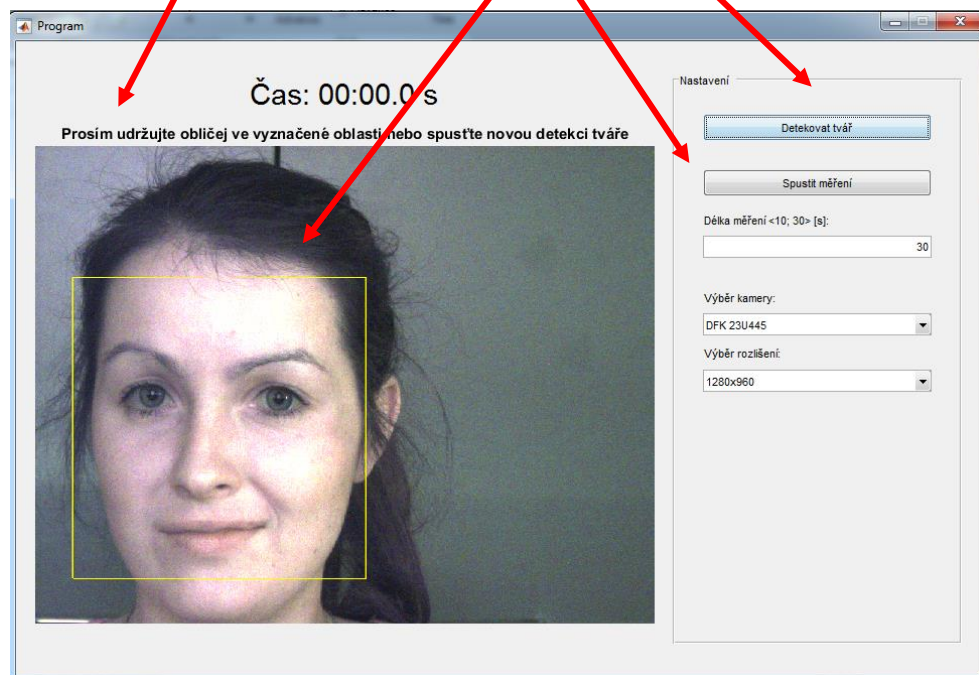 Program
Čas: 00:00.0 s
Prosím udržujte obličej ve vyznačené oblasti nebo spusťte novou detekci tváře
Nastavení
Detekovat tvář
Spustit měření
Délka měření <10; 30> [s]:
30
Výběr kamery:
DFK 23U445
Výběr rozlišení:
1280x960